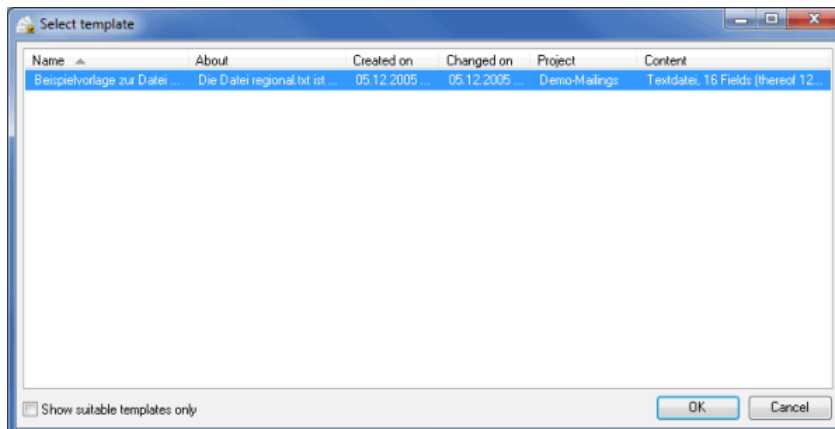 Select template
Name About Created on Changed on Project Content
Beispielvorlage zur Datei ... Die Datei regional.txt ist ... 05.12.2005 ... 05.12.2005 ... Demo-Mailings Textdatei, 16 Fields (thereof 12...
Show suitable templates only OK Cancel